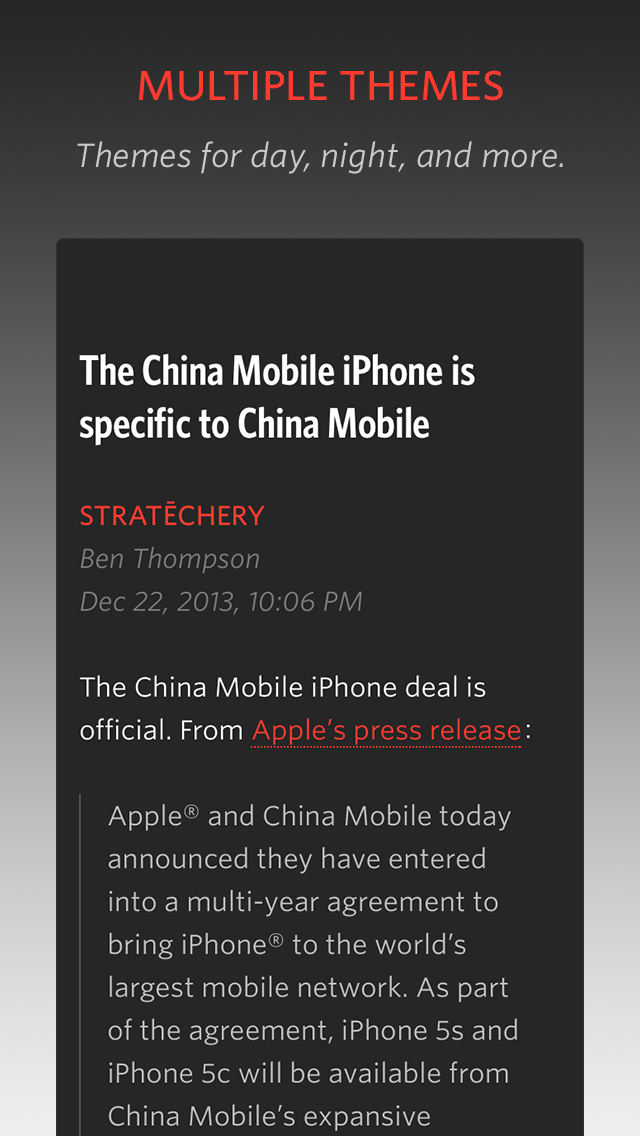 MULTIPLE THEMES
Themes for day, night, and more.
The China Mobile iPhone is
specific to China Mobile
STRATĒCHERY
Ben Thompson
Dec 22, 2013, 10:06 PM
The China Mobile iPhone deal is
official. From Apple’s press release:
Apple® and China Mobile today
announced they have entered
into a multi-year agreement to
bring iPhone® to the world’s
largest mobile network. As part
of the agreement, iPhone 5s and
iPhone 5c will be available from
China Mobile’s expansive